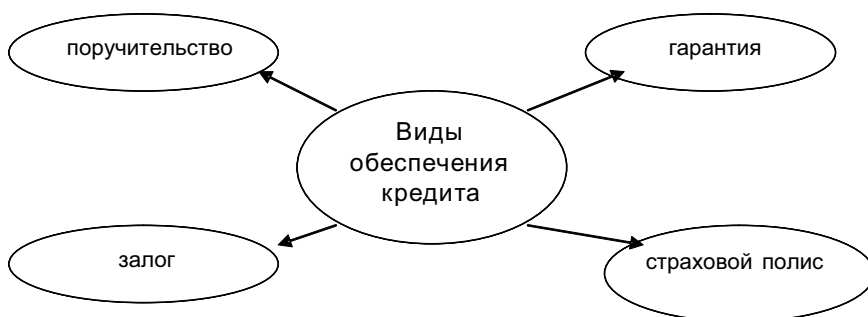 поручительство
гарантия
Виды
обеспечения
кредита
залог
страховой полис